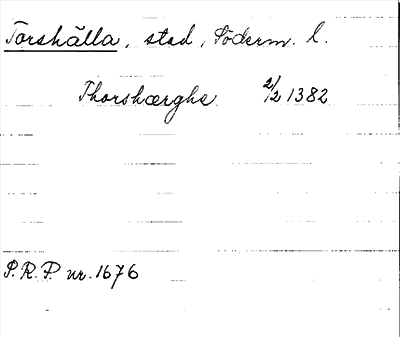 Torshälla, stad, Söderm. l.
Thorshærghe 2/2 1382
P.R.P. nr. 1676